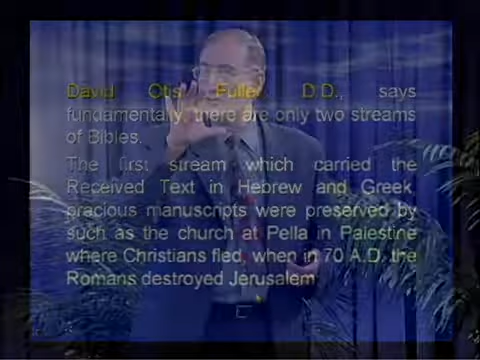 David Otis Fuller D.D., says
fundamentally, there are only two streams
of Bibles.
The first stream which carried the
Received Text in Hebrew and Greek,
precious manuscripts were preserved by
such as the church at Pella in Palestine
where Christians fled, when in 70 A.D. the
Romans destroyed Jerusalem